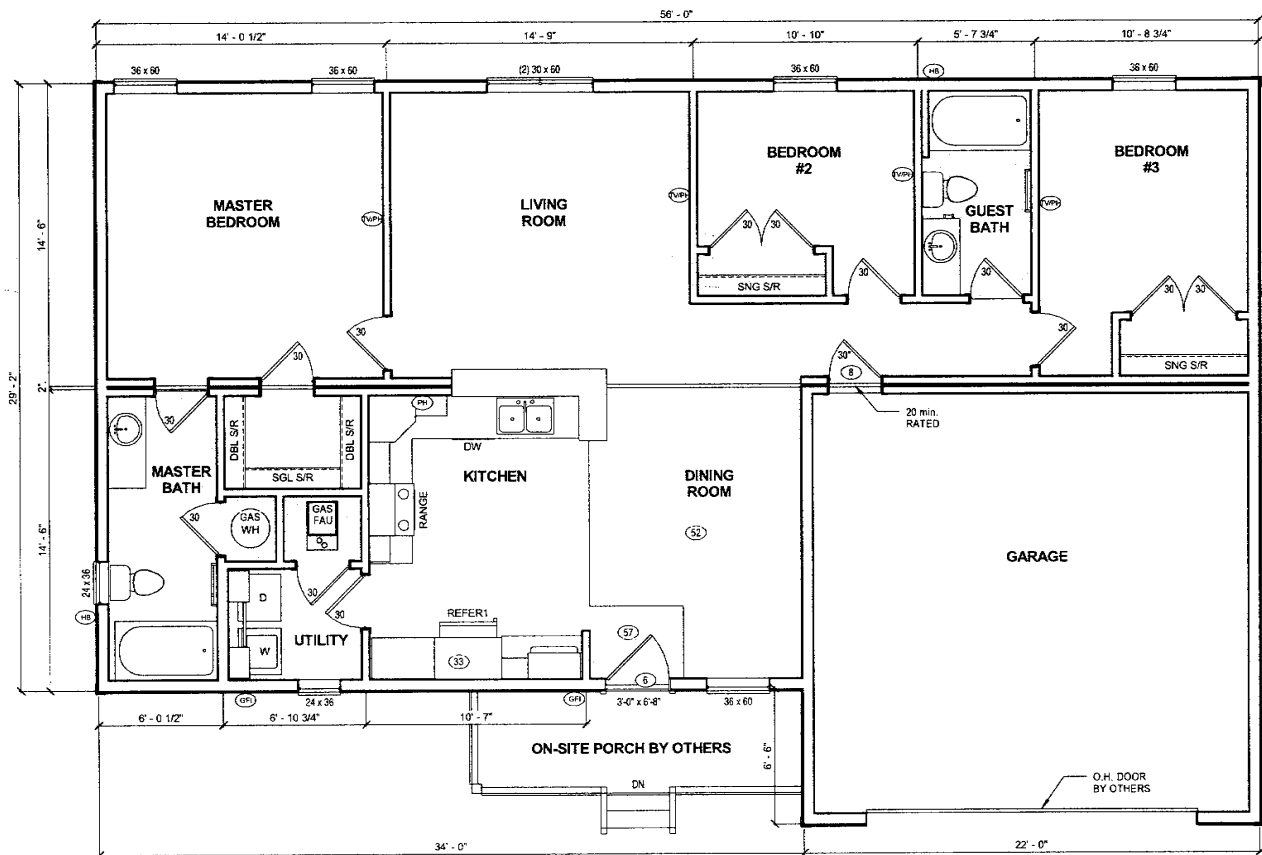 56' - 0"
14' - 0 1/2"
14' - 9"
10' - 10"
5' - 7 3/4"
10' - 8 3/4"
36 x 60
36 x 60
(2) 30 x 60
36 x 60
HB
36 x 60
MASTER
BEDROOM
TV/PH
LIVING
ROOM
TV/PH
BEDROOM
#2
TV/PH
GUEST
BATH
TV/PH
BEDROOM
#3
14' - 6"
29' - 2"
2"
14' - 6"
30
30
SNG S/R
30
30
30
30
30
SNG S/R
30
30
30"
8
20 min.
RATED
30
MASTER
BATH
30
DBL S/R
DBL S/R
SGL S/R
PH
DW
KITCHEN
RANGE
DINING
ROOM
52
GAS
WH
GAS
FAU
GARAGE
24 x 36
HB
30
30
D
W
UTILITY
REFER1
33
57
6
GFI
24 x 36
GFI
3'-0" x 6'-8"
36 x 60
6' - 0 1/2"
6' - 10 3/4"
10' - 7"
ON-SITE PORCH BY OTHERS
6' - 6"
DN
O.H. DOOR
BY OTHERS
34' - 0"
22' - 0"